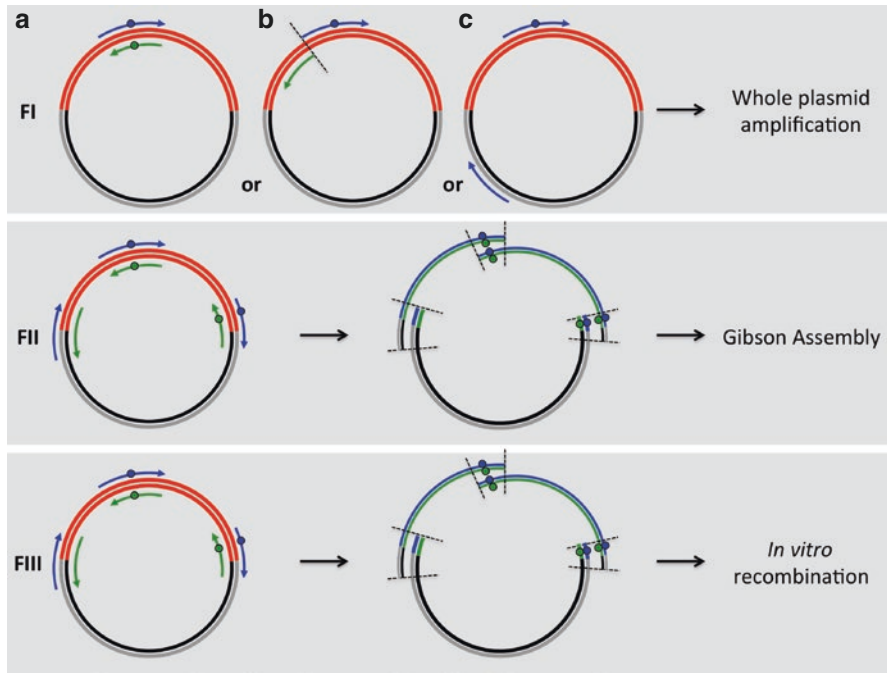 a
b
c
FI
or
or
Whole plasmid
amplification
FII
Gibson Assembly
FIII
In vitro
recombination